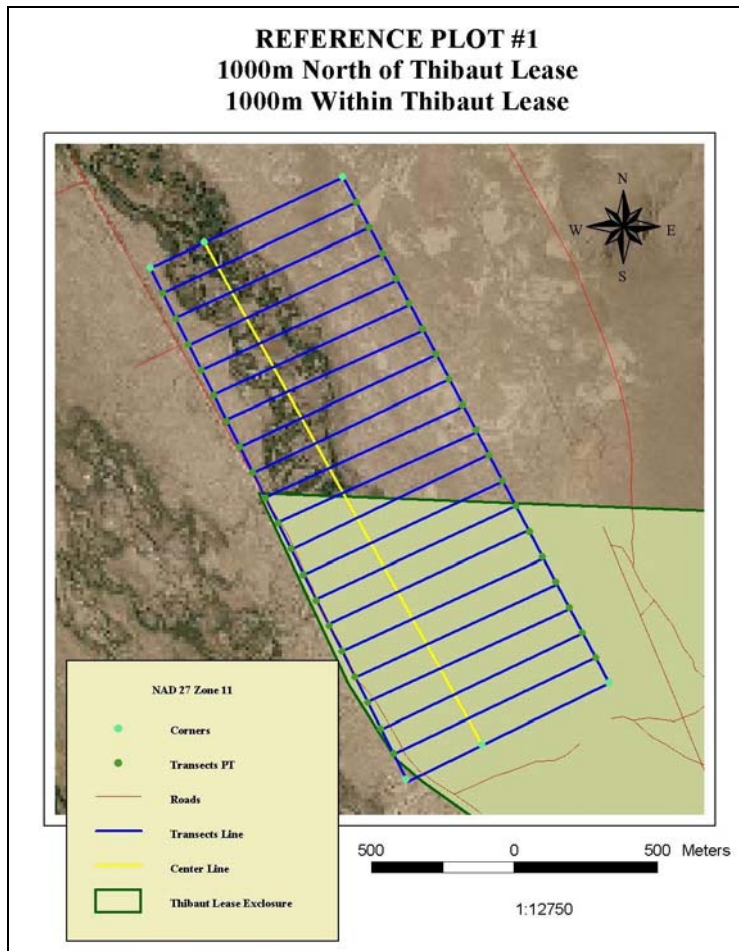 REFERENCE PLOT #1
1000m North of Thibaut Lease
1000m Within Thibaut Lease
N
W E
S
NAD 27 Zone 11
Corners
Transects PT
Roads
Transects Line
Center Line
Thibaut Lease Exclosure
500 0 500 Meters
1:12750